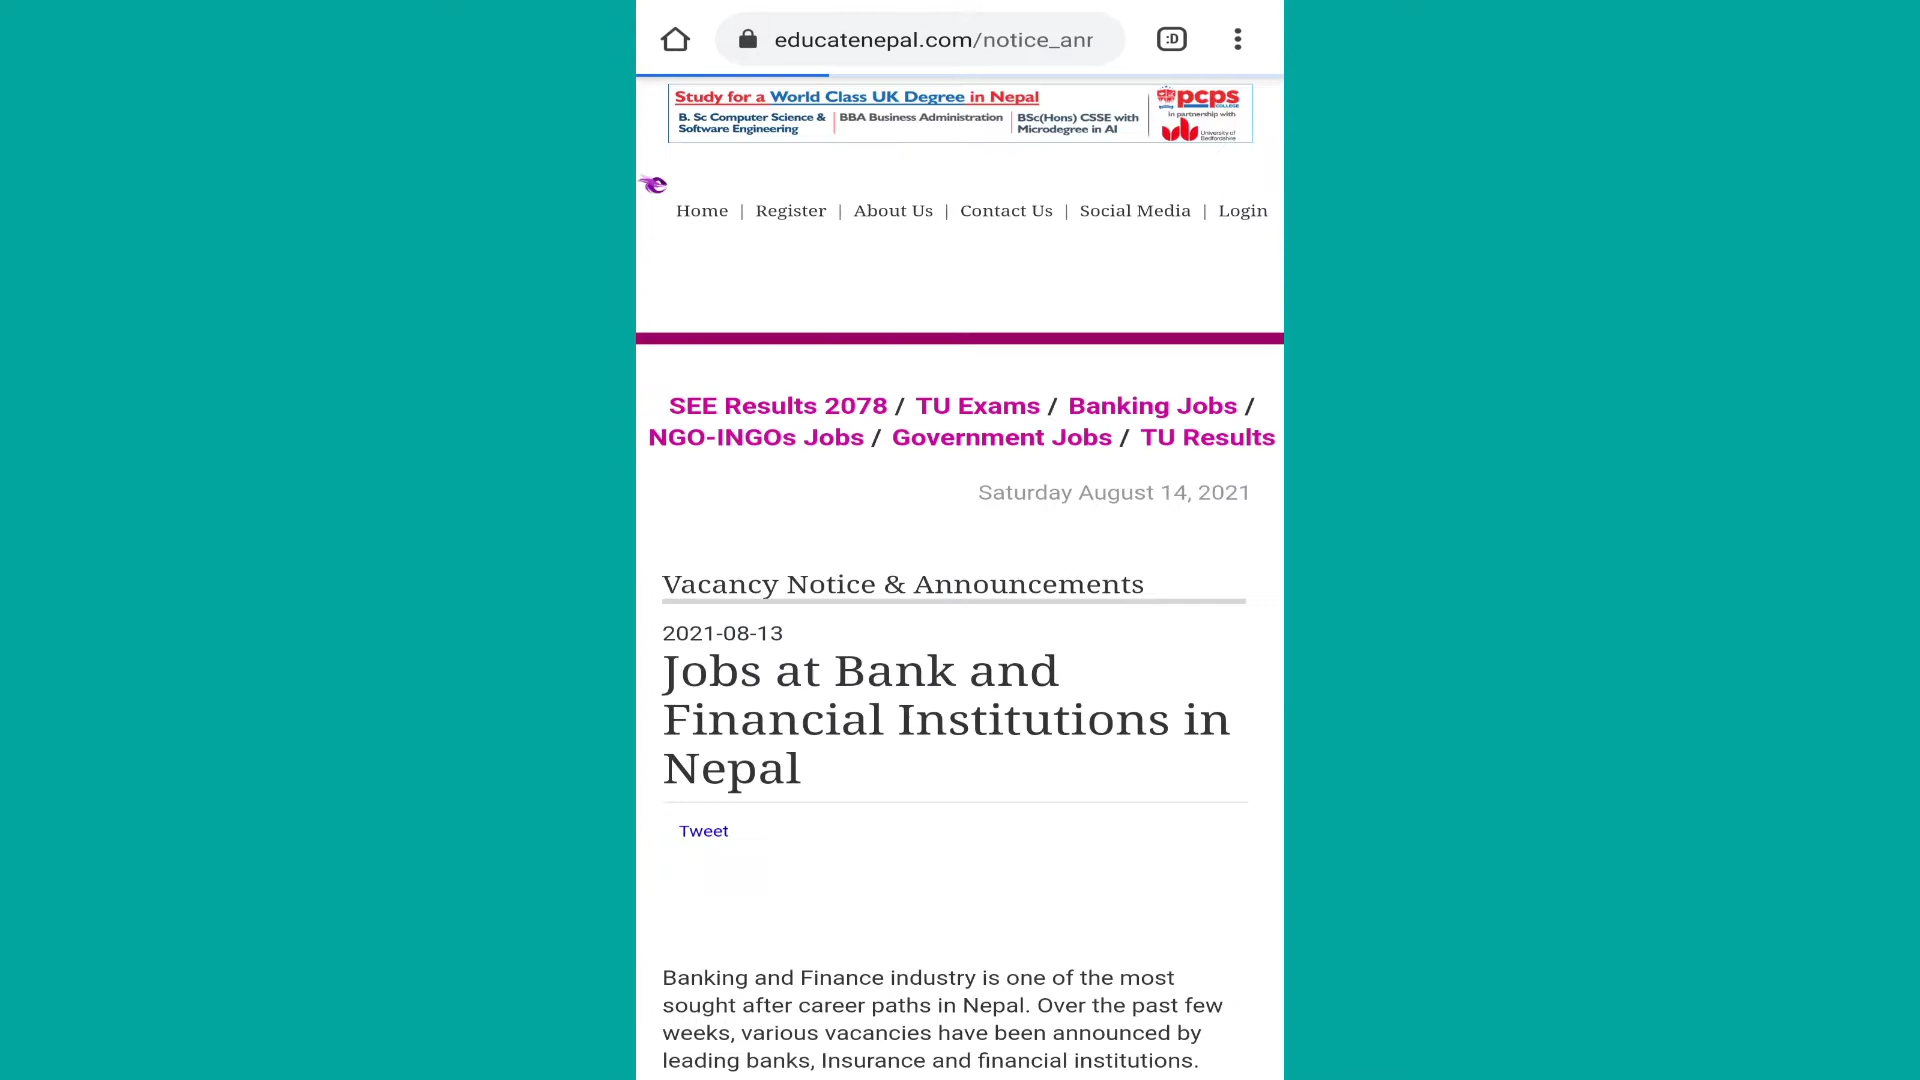 educatenepal.com/notice_anr
:D
Study for a World Class UK Degree in Nepal
B. Sc Computer Science & Software Engineering
BBA Business Administration
BSc(Hons) CSSE with Microdegree in AI
pcps
COLLEGE
In partnership with
University of Bedfordshire
Home | Register | About Us | Contact Us | Social Media | Login
SEE Results 2078 / TU Exams / Banking Jobs /
NGO-INGOs Jobs / Government Jobs / TU Results
Saturday August 14, 2021
Vacancy Notice & Announcements
2021-08-13
Jobs at Bank and
Financial Institutions in
Nepal
Tweet
Banking and Finance industry is one of the most
sought after career paths in Nepal. Over the past few
weeks, various vacancies have been announced by
leading banks, Insurance and financial institutions.